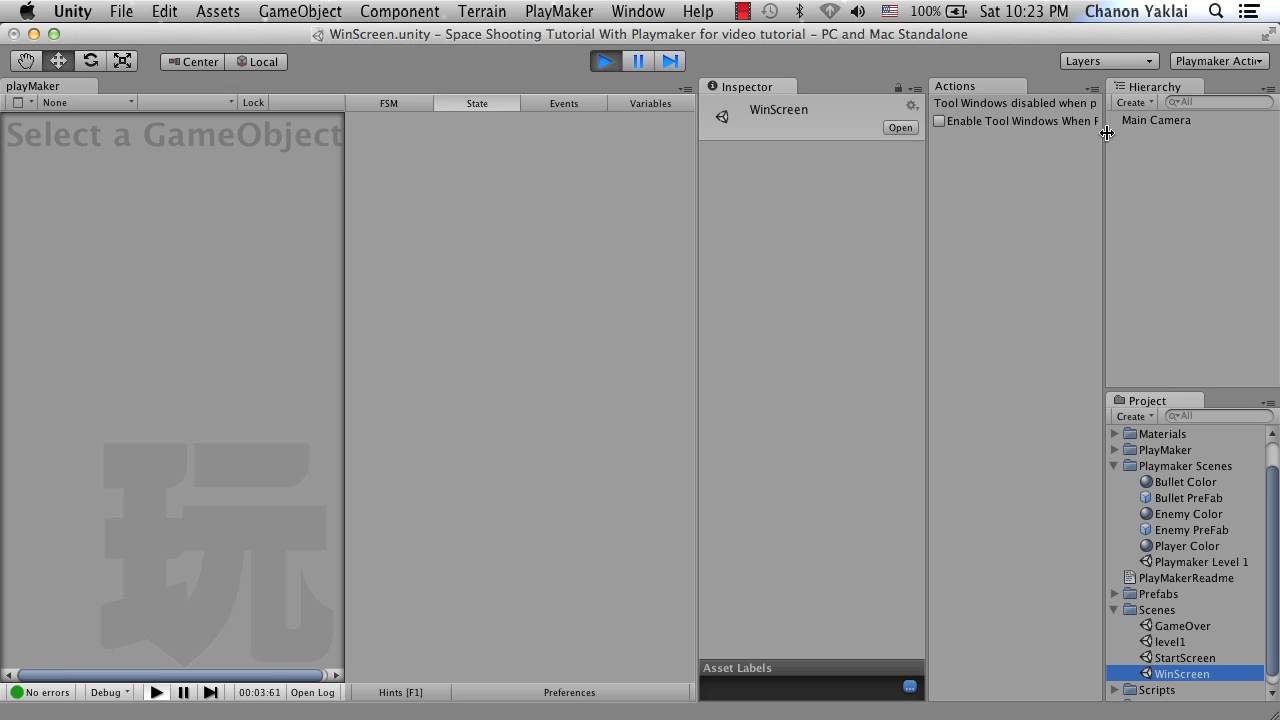 Unity File Edit Assets GameObject Component Terrain PlayMaker Window Help 100% Sat 10:23 PM Chanon Yaklai
WinScreen.unity – Space Shooting Tutorial With Playmaker for video tutorial – PC and Mac Standalone
Center Local Layers Playmaker Acti
playMaker Inspector Actions Hierarchy
None Lock FSM State Events Variables WinScreen Tool Windows disabled when p Create All
Select a GameObject Open Enable Tool Windows When Main Camera
Project
Create All
Materials
PlayMaker
Playmaker Scenes
Bullet Color
Bullet PreFab
Enemy Color
Enemy PreFab
Player Color
Playmaker Level 1
PlayMakerReadme
Prefabs
Scenes
GameOver
level1
StartScreen
WinScreen
Scripts
玩
Asset Labels
No errors Debug 00:03:61 Open Log Hints [F1] Preferences